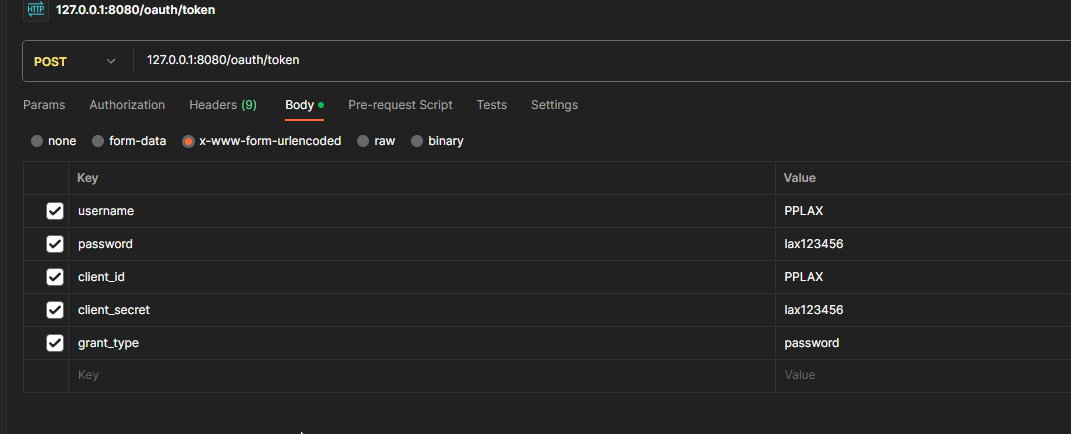 HTTP 127.0.0.1:8080/oauth/token
POST 127.0.0.1:8080/oauth/token
Params Authorization Headers (9) Body Pre-request Script Tests Settings
none form-data x-www-form-urlencoded raw binary
Key Value
username PPLAX
password lax123456
client_id PPLAX
client_secret lax123456
grant_type password
Key Value